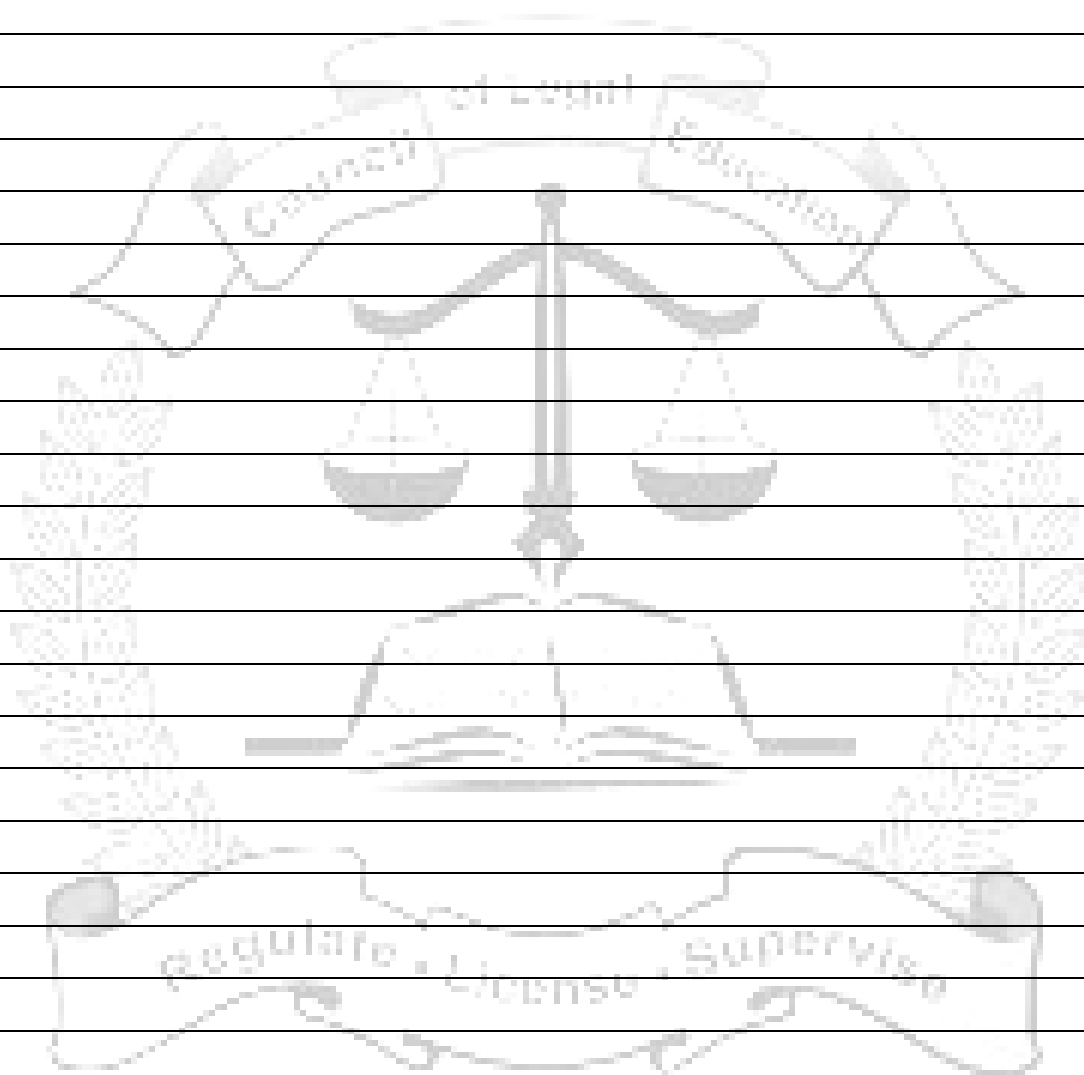 Council of Legal Education
Regulate • License • Supervise